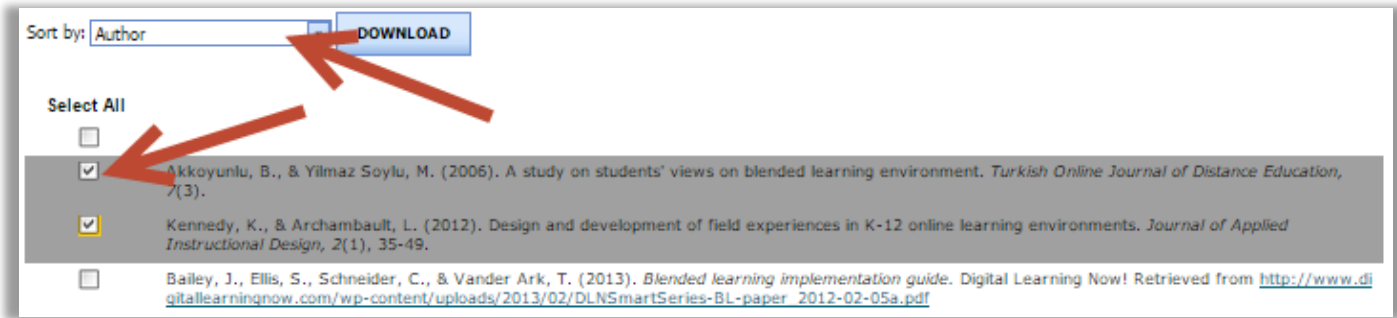 Sort by: Author DOWNLOAD
Select All
Akkoyunlu, B., & Yilmaz Soylu, M. (2006). A study on students' views on blended learning environment. Turkish Online Journal of Distance Education,
7(3).
Kennedy, K., & Archambault, L. (2012). Design and development of field experiences in K-12 online learning environments. Journal of Applied
Instructional Design, 2(1), 35-49.
Bailey, J., Ellis, S., Schneider, C., & Vander Ark, T. (2013). Blended learning implementation guide. Digital Learning Now! Retrieved from http://www.di
gitallearningnow.com/wp-content/uploads/2013/02/DLNSmartSeries-BL-paper_2012-02-05a.pdf